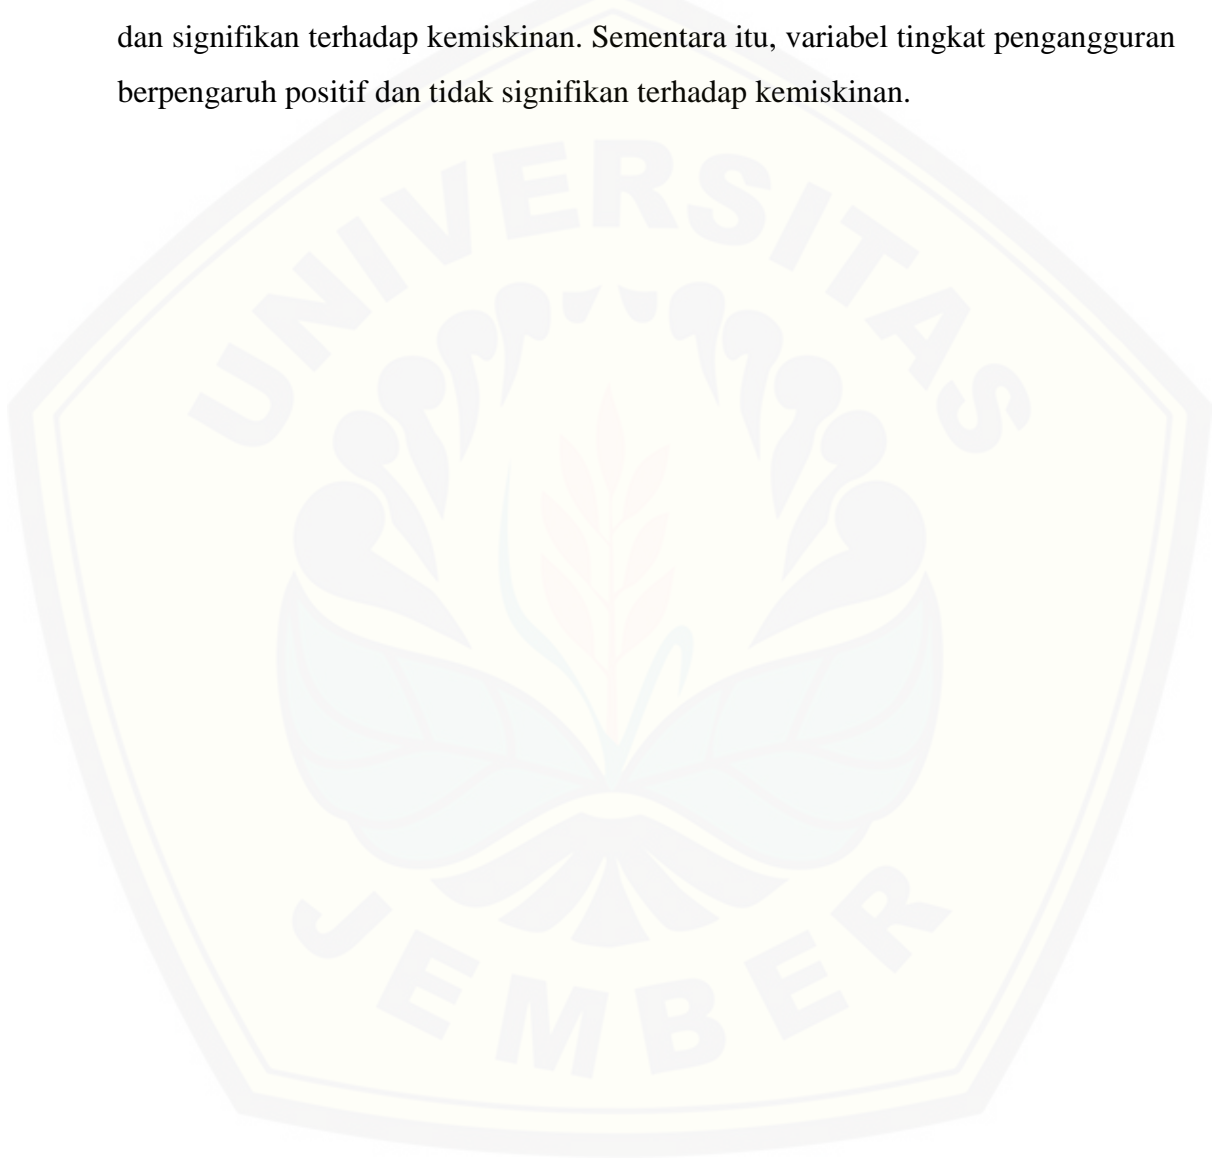 dan signifikan terhadap kemiskinan. Sementara itu, variabel tingkat pengangguran
berpengaruh positif dan tidak signifikan terhadap kemiskinan.
UNIVERSITAS
JEMBER